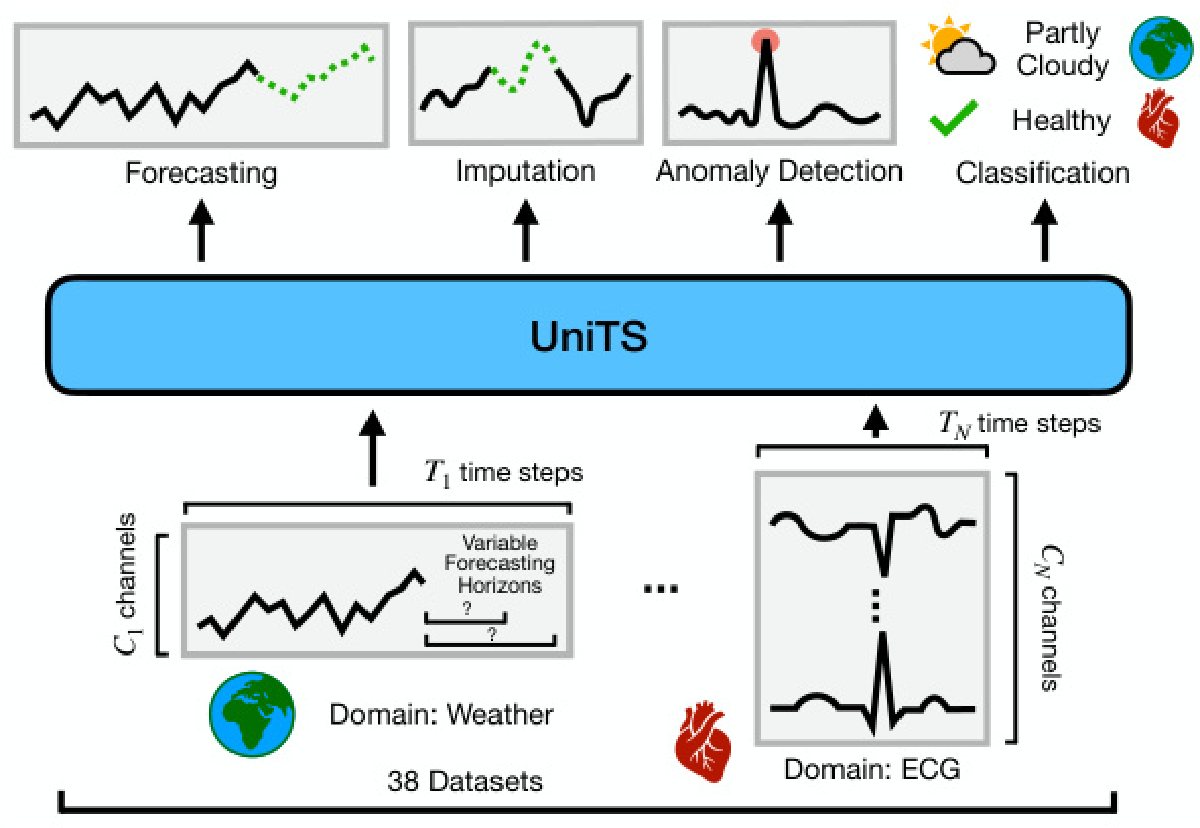 Partly
Cloudy
Healthy
Forecasting
Imputation
Anomaly Detection
Classification
UniTS
T_N time steps
T_1 time steps
C_1 channels
Variable
Forecasting
Horizons
?
?
...
C_N channels
Domain: Weather
Domain: ECG
38 Datasets